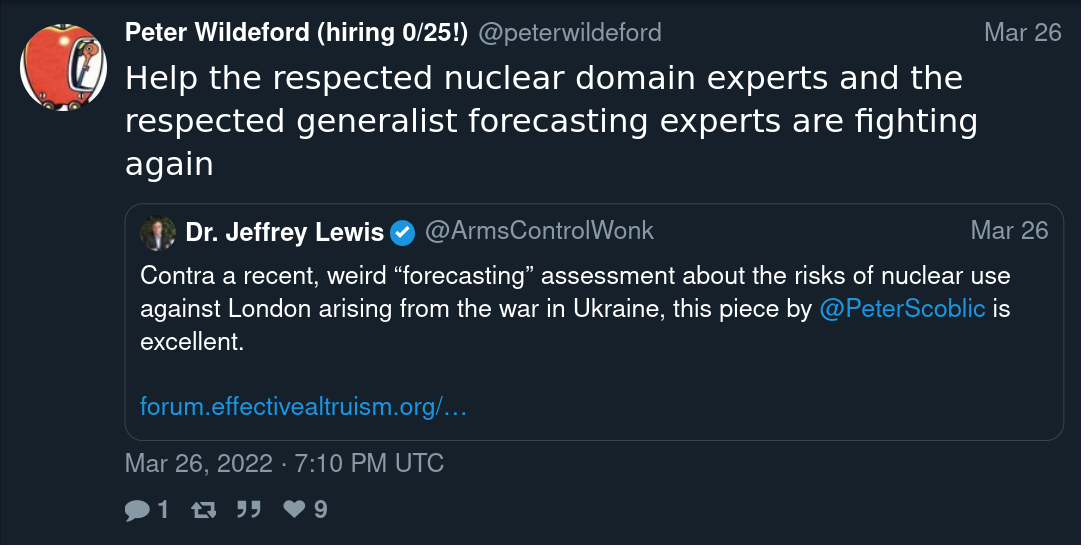 Peter Wildeford (hiring 0/25!) @peterwildeford Mar 26
Help the respected nuclear domain experts and the
respected generalist forecasting experts are fighting
again
Dr. Jeffrey Lewis @ArmsControlWonk Mar 26
Contra a recent, weird “forecasting” assessment about the risks of nuclear use
against London arising from the war in Ukraine, this piece by @PeterScoblic is
excellent.
forum.effectivealtruism.org/…
Mar 26, 2022 · 7:10 PM UTC
1 9